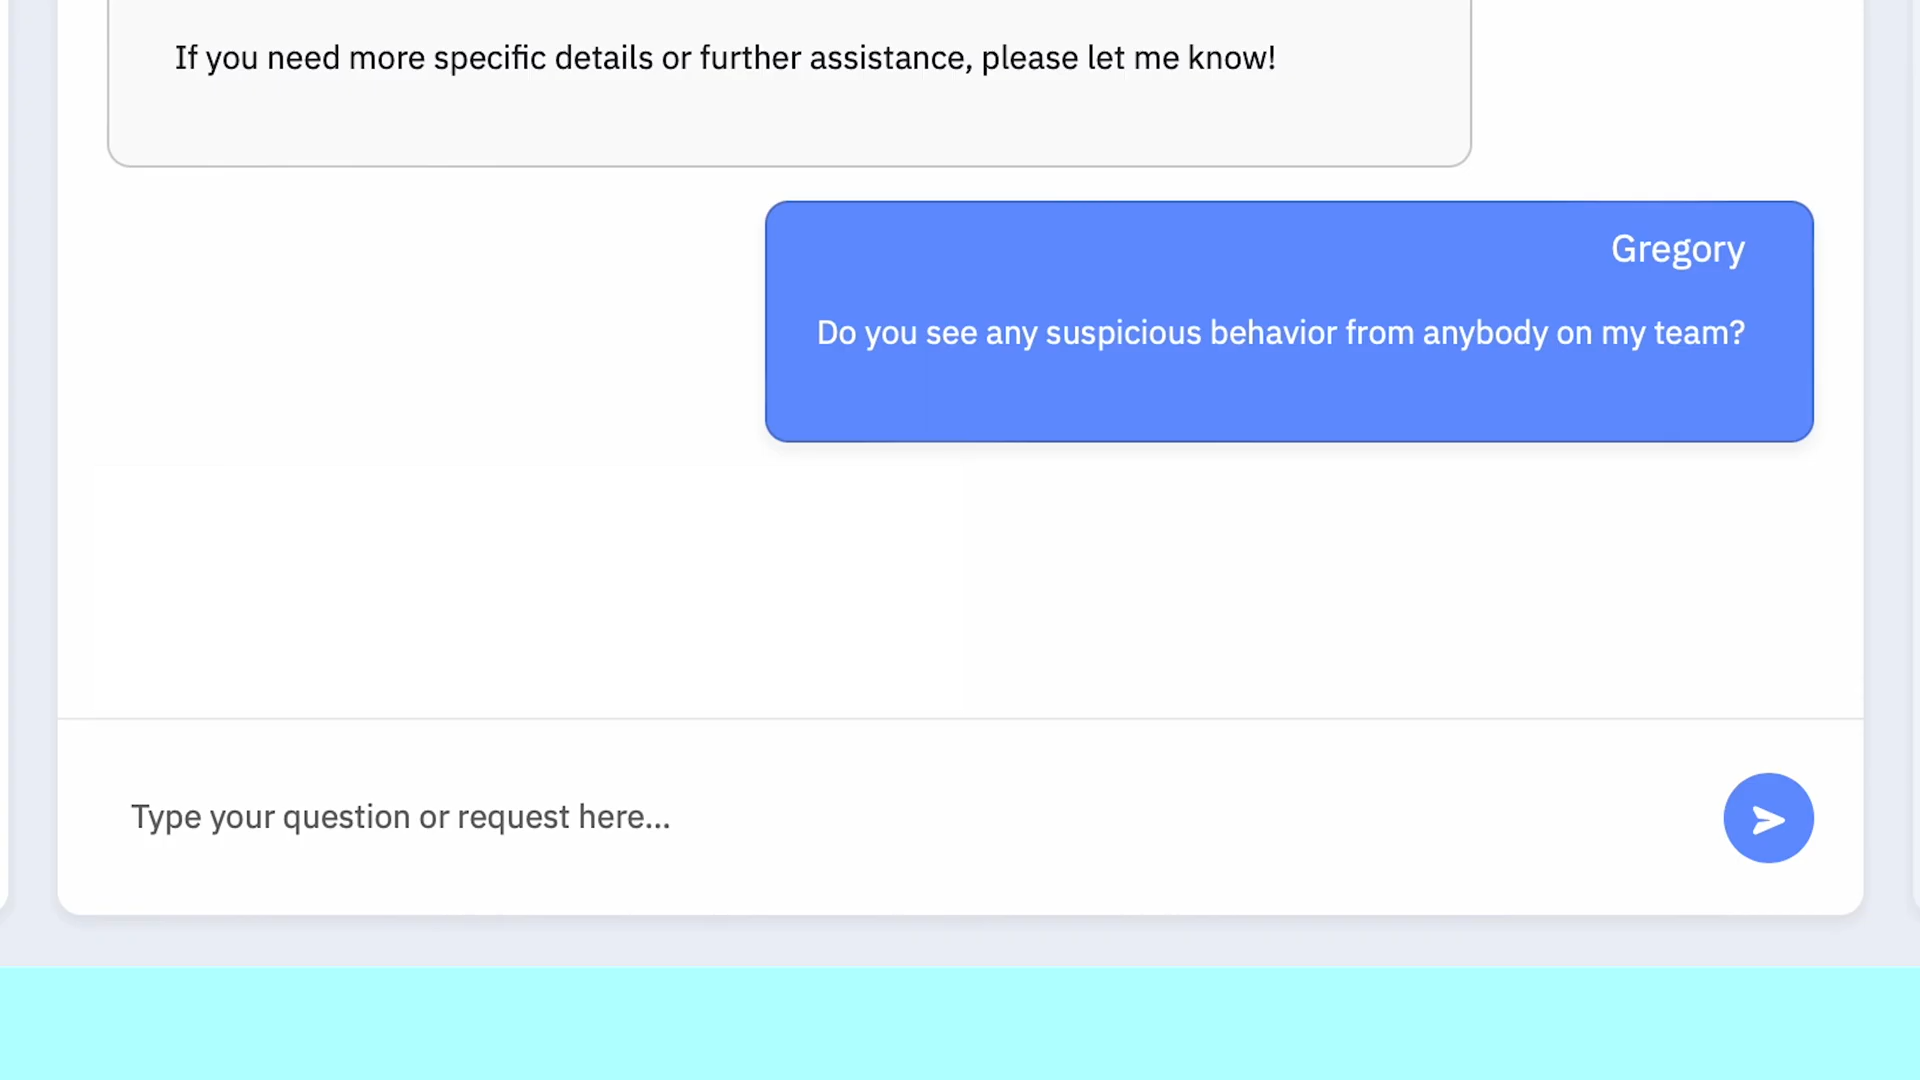 If you need more specific details or further assistance, please let me know!
Gregory
Do you see any suspicious behavior from anybody on my team?
Type your question or request here...